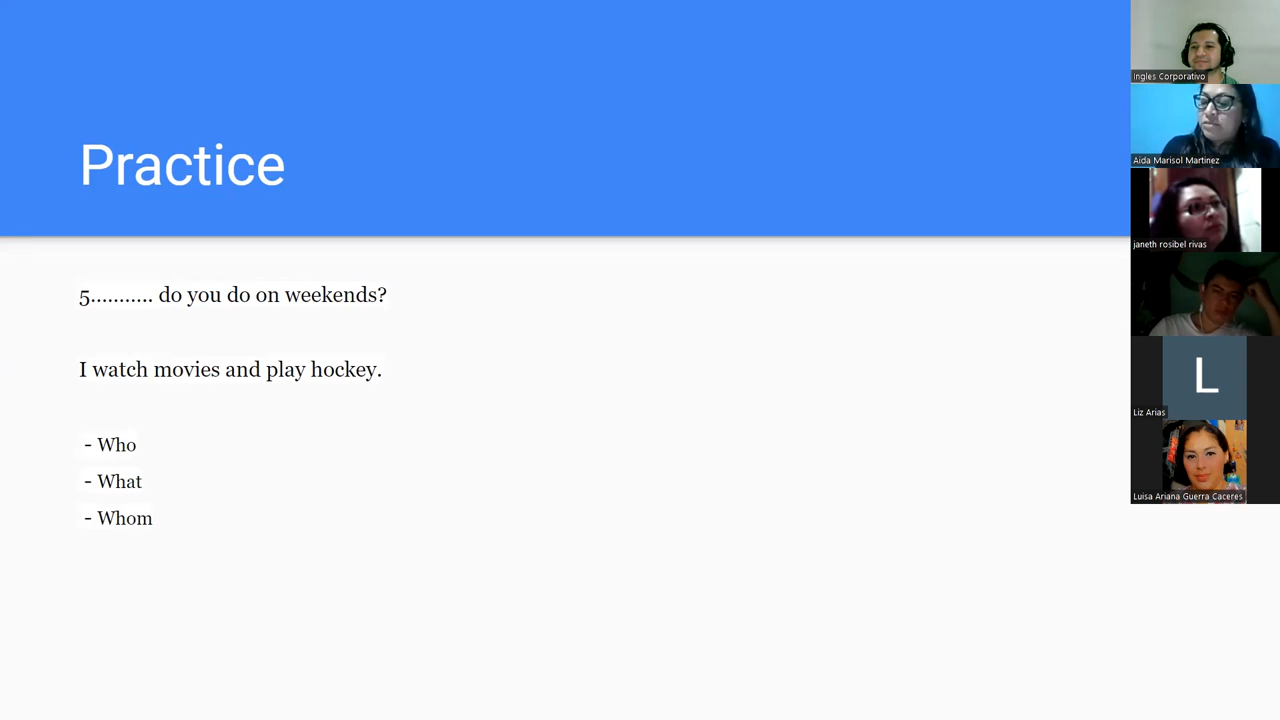 Practice
5........... do you do on weekends?
I watch movies and play hockey.
- Who
- What
- Whom
Ingles Corporativo
Aida Marisol Martinez
janeth rosibel rivas
L
Liz Arias
Luisa Ariana Guerra Caceres